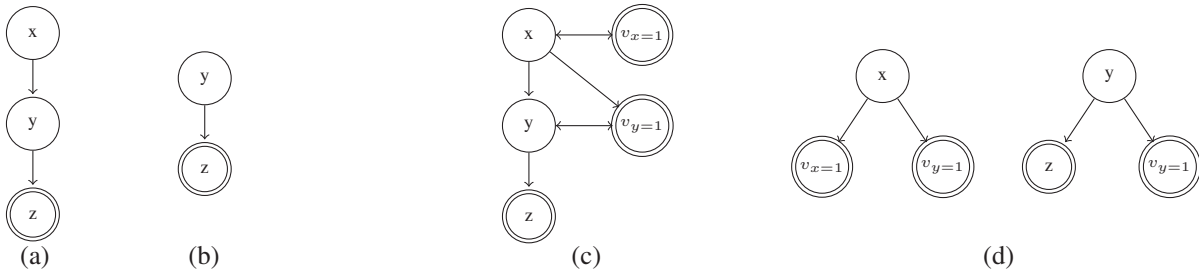 x
y
z
(a)
y
z
(b)
x
v_{x=1}
y
v_{y=1}
z
(c)
x
y
v_{x=1}
v_{y=1}
z
v_{y=1}
(d)